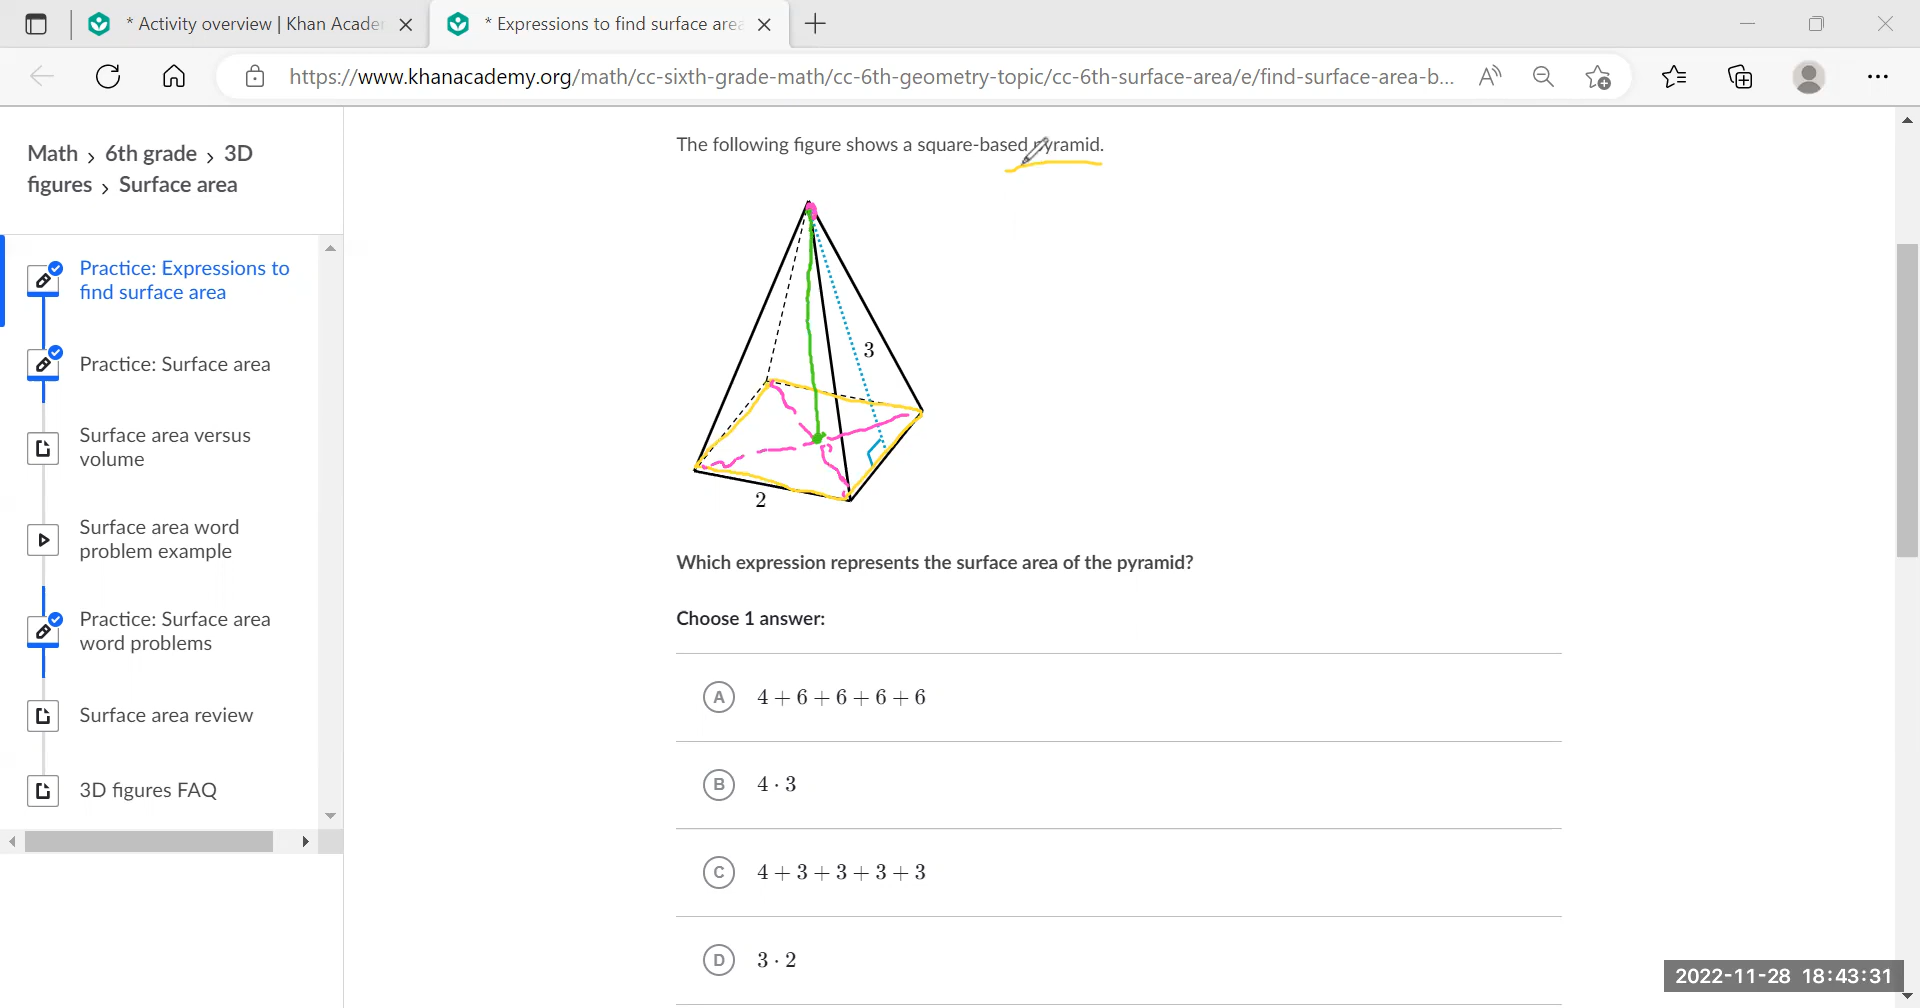 * Activity overview | Khan Acade
* Expressions to find surface are
https://www.khanacademy.org/math/cc-sixth-grade-math/cc-6th-geometry-topic/cc-6th-surface-area/e/find-surface-area-b...
Math > 6th grade > 3D
figures > Surface area
Practice: Expressions to
find surface area
Practice: Surface area
Surface area versus
volume
Surface area word
problem example
Practice: Surface area
word problems
Surface area review
3D figures FAQ
The following figure shows a square-based pyramid.
3
2
Which expression represents the surface area of the pyramid?
Choose 1 answer:
A 4 + 6 + 6 + 6 + 6
B 4 · 3
C 4 + 3 + 3 + 3 + 3
D 3 · 2
2022-11-28 18:43:31